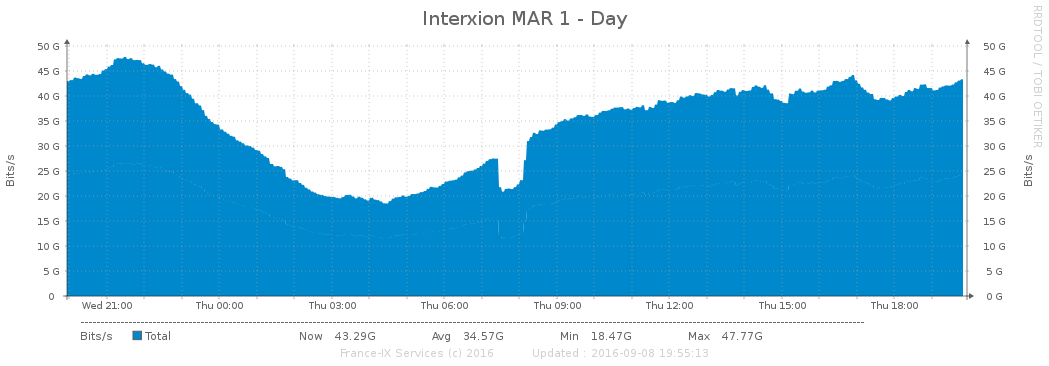 Interxion MAR 1 - Day
RRDTOOL / TOBI OETIKER
Bits/s
50 G
45 G
40 G
35 G
30 G
25 G
20 G
15 G
10 G
5 G
0
50 G
45 G
40 G
35 G
30 G
25 G
20 G
15 G
10 G
5 G
0 G
Bits/s
Wed 21:00 Thu 00:00 Thu 03:00 Thu 06:00 Thu 09:00 Thu 12:00 Thu 15:00 Thu 18:00
Bits/s Total Now 43.29G Avg 34.57G Min 18.47G Max 47.77G
France-IX Services (c) 2016 Updated : 2016-09-08 19:55:13